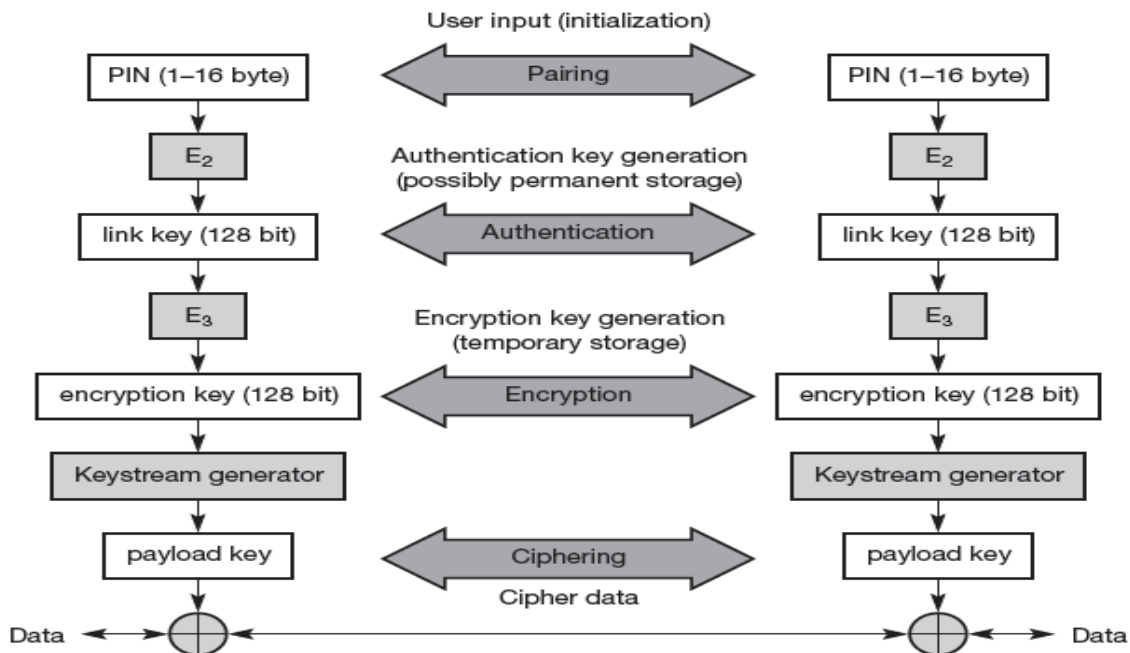 User input (initialization)
PIN (1–16 byte)
Pairing
PIN (1–16 byte)
E₂
Authentication key generation
(possibly permanent storage)
E₂
link key (128 bit)
Authentication
link key (128 bit)
E₃
Encryption key generation
(temporary storage)
E₃
encryption key (128 bit)
Encryption
encryption key (128 bit)
Keystream generator
Keystream generator
payload key
Ciphering
payload key
Cipher data
Data
Data